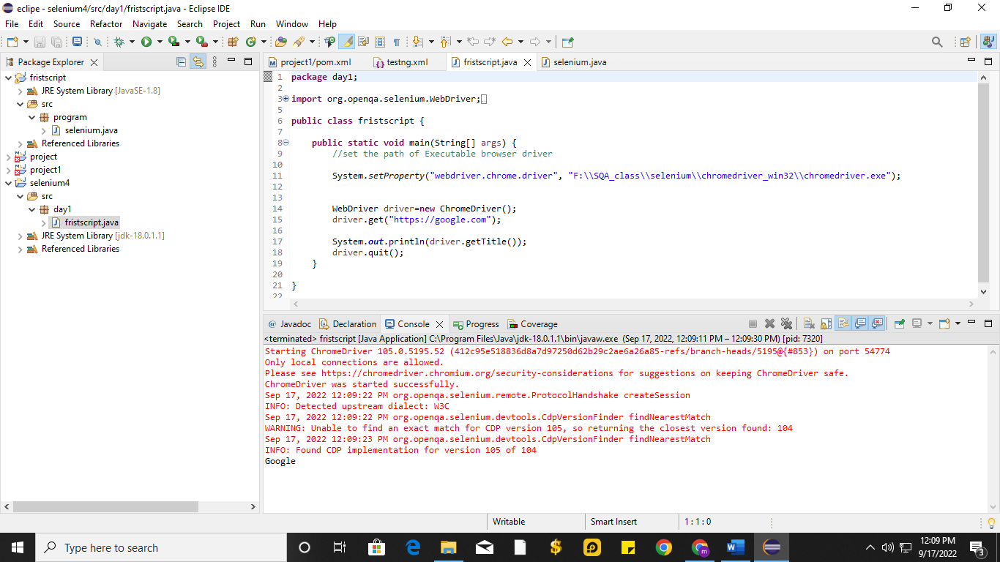 eclipe - selenium4/src/day1/fristscript.java - Eclipse IDE
File Edit Source Refactor Navigate Search Project Run Window Help
Package Explorer
fristscript
JRE System Library [JavaSE-1.8]
src
program
selenium.java
Referenced Libraries
project
project1
selenium4
src
day1
fristscript.java
JRE System Library [jdk-18.0.1.1]
Referenced Libraries
project1/pom.xml testng.xml fristscript.java selenium.java
1 package day1;
2
3 import org.openqa.selenium.WebDriver;
5
6 public class fristscript {
7
8 public static void main(String[] args) {
9 //set the path of Executable browser driver
10
11 System.setProperty("webdriver.chrome.driver", "F:\\SQA_class\\selenium\\chromedriver_win32\\chromedriver.exe");
12
13
14 WebDriver driver=new ChromeDriver();
15 driver.get("https://google.com");
16
17 System.out.println(driver.getTitle());
18 driver.quit();
19 }
20
21 }
22
@ Javadoc Declaration Console Progress Coverage
<terminated> fristscript [Java Application] C:\Program Files\Java\jdk-18.0.1.1\bin\javaw.exe (Sep 17, 2022, 12:09:11 PM – 12:09:30 PM) [pid: 7320]
Starting ChromeDriver 105.0.5195.52 (412c95e518836d8a7d97250d62b29c2ae6a26a85-refs/branch-heads/5195@{#853}) on port 54774
Only local connections are allowed.
Please see https://chromedriver.chromium.org/security-considerations for suggestions on keeping ChromeDriver safe.
ChromeDriver was started successfully.
Sep 17, 2022 12:09:22 PM org.openqa.selenium.remote.ProtocolHandshake createSession
INFO: Detected upstream dialect: W3C
Sep 17, 2022 12:09:22 PM org.openqa.selenium.devtools.CdpVersionFinder findNearestMatch
WARNING: Unable to find an exact match for CDP version 105, so returning the closest version found: 104
Sep 17, 2022 12:09:23 PM org.openqa.selenium.devtools.CdpVersionFinder findNearestMatch
INFO: Found CDP implementation for version 105 of 104
Google
Writable Smart Insert 1 : 1 : 0
Type here to search
12:09 PM
9/17/2022
3